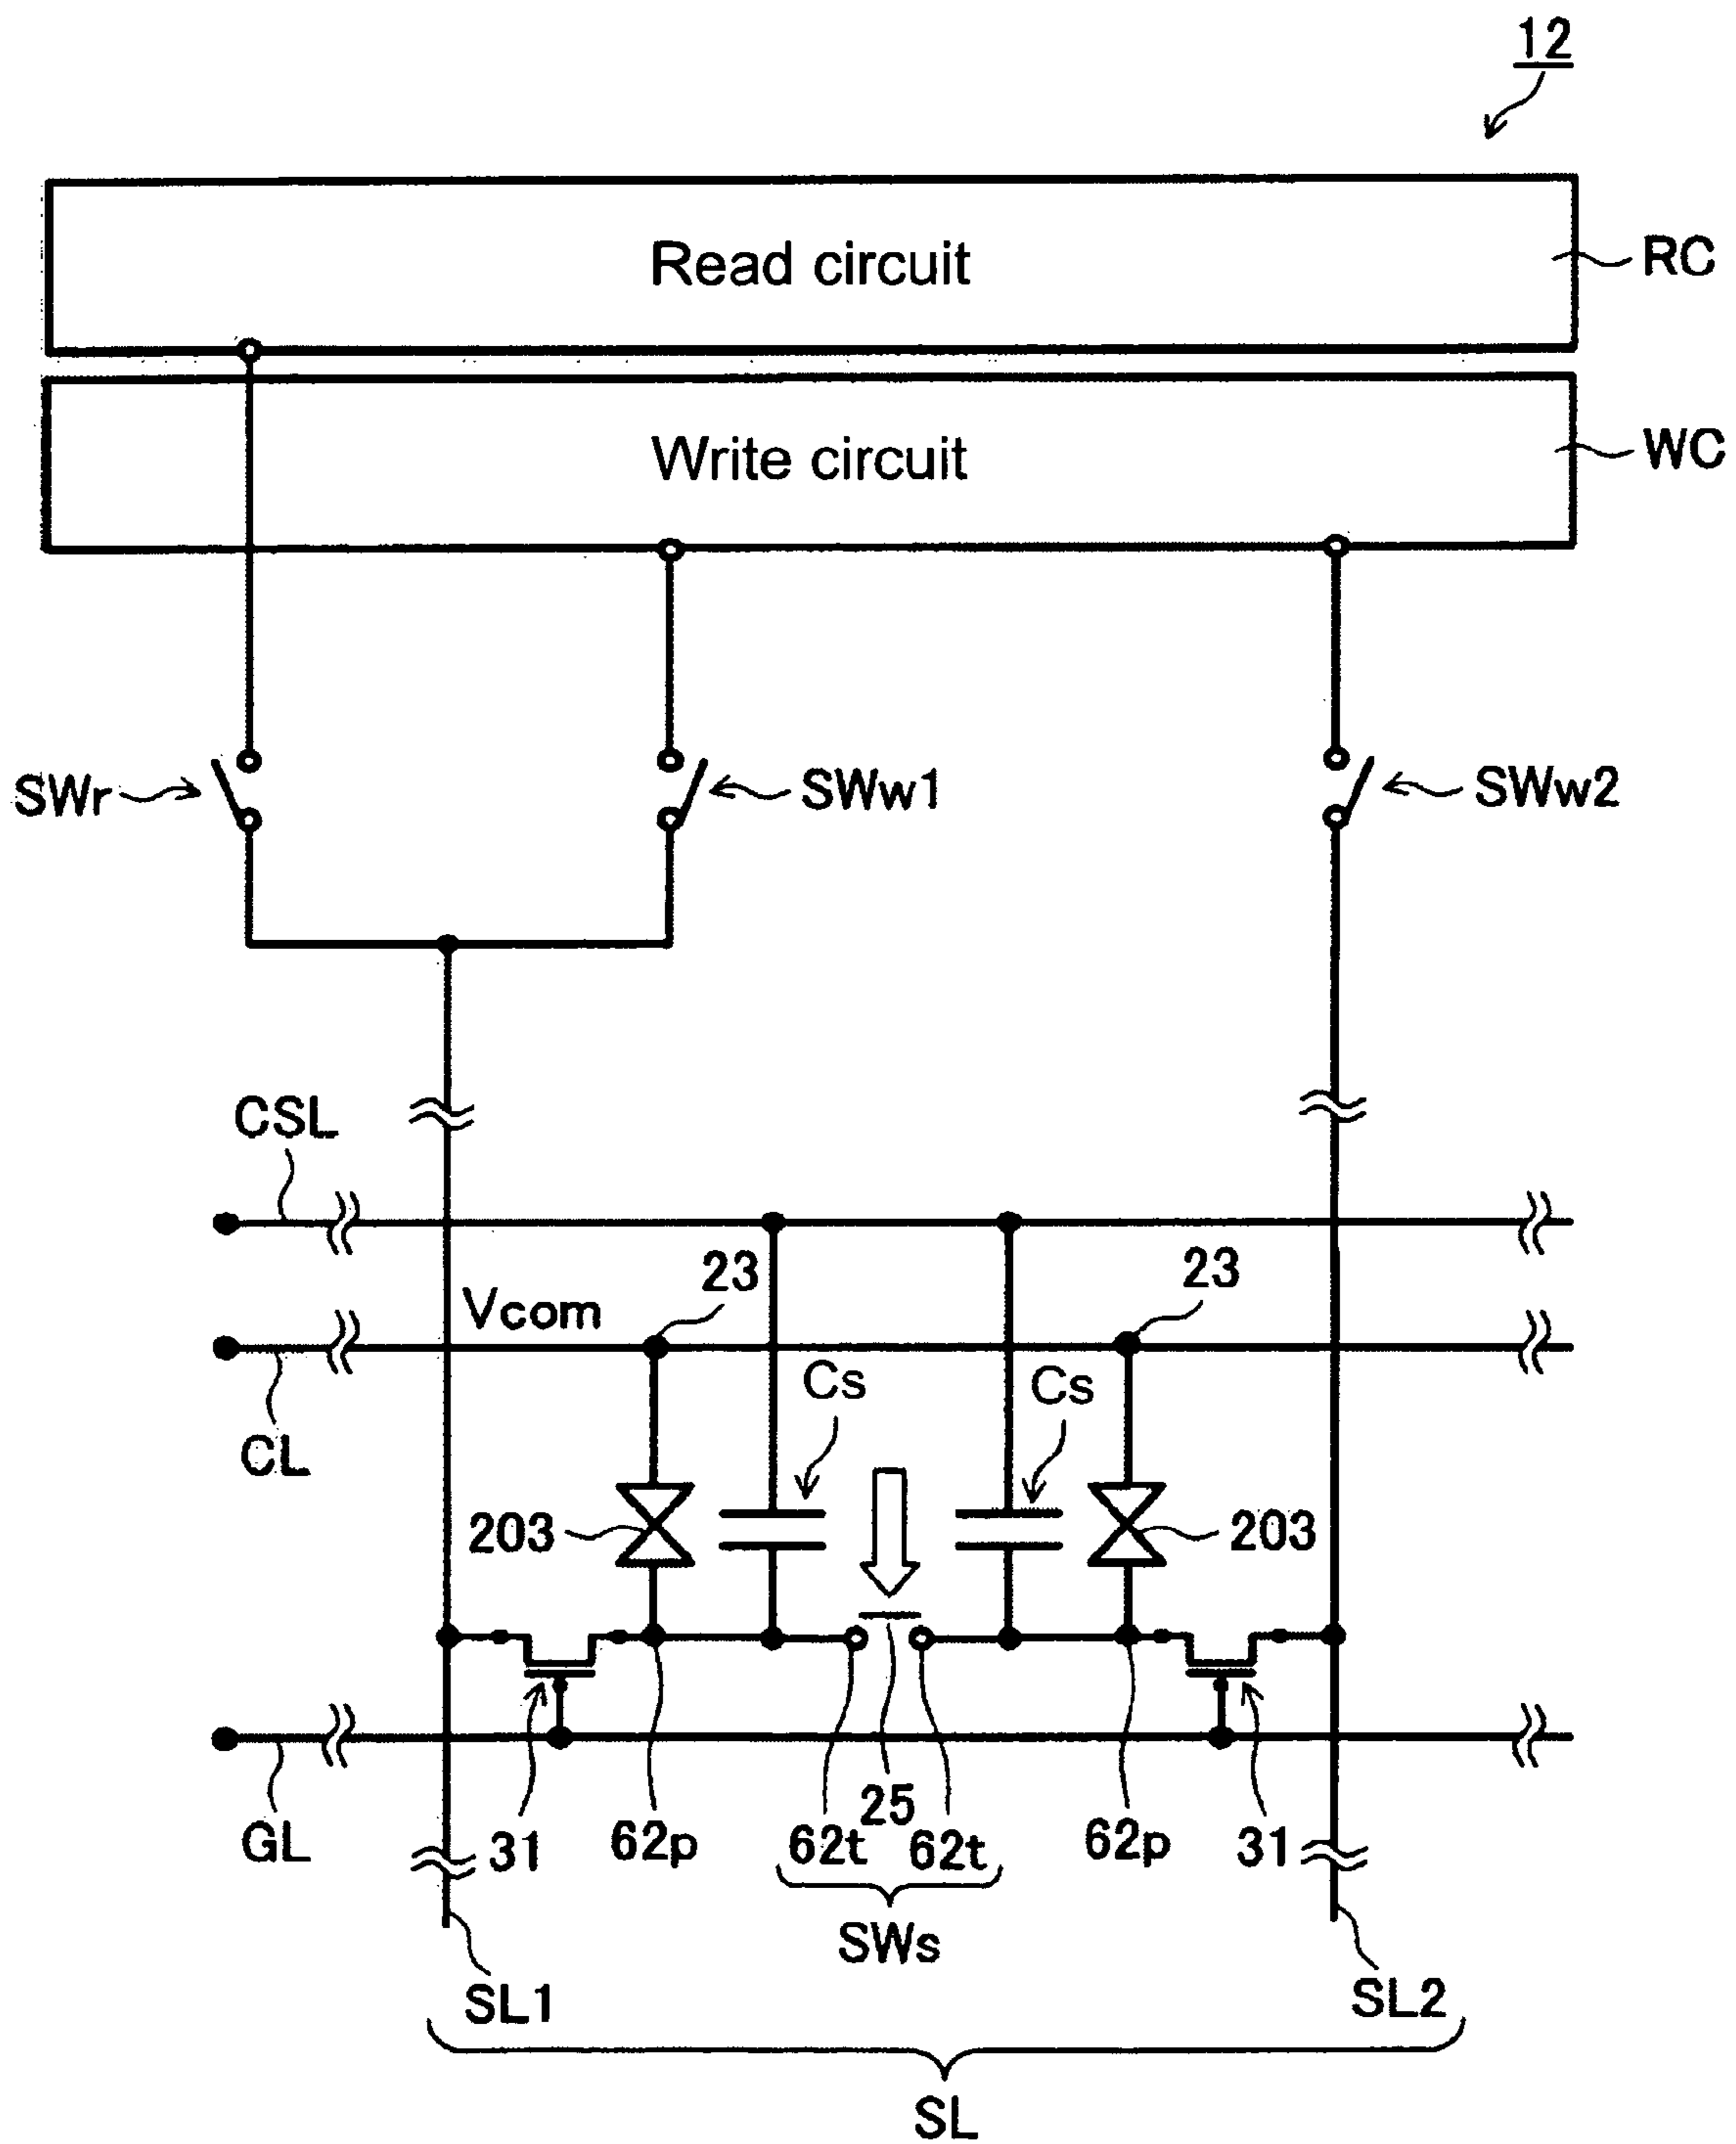 12
Read circuit
RC
Write circuit
WC
SWr
SWw1
SWw2
CSL
23
23
Vcom
Cs
Cs
CL
203
203
25
GL
31
62p
62t
62t
62p
31
SWs
SL1
SL2
SL